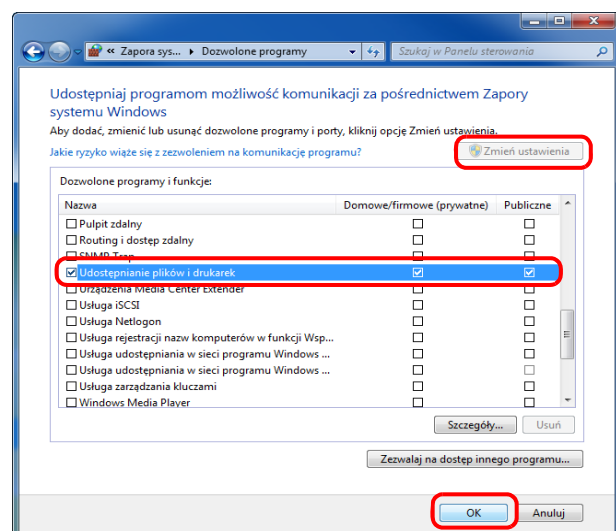 « Zapora sys... ▸ Dozwolone programy
Szukaj w Panelu sterowania
Udostępniaj programom możliwość komunikacji za pośrednictwem Zapory
systemu Windows
Aby dodać, zmienić lub usunąć dozwolone programy i porty, kliknij opcję Zmień ustawienia.
Jakie ryzyko wiąże się z zezwoleniem na komunikację programu?
Zmień ustawienia
Dozwolone programy i funkcje:
Nazwa Domowe/firmowe (prywatne) Publiczne
Pulpit zdalny
Routing i dostęp zdalny
SNMP Trap
Udostępnianie plików i drukarek
Urządzenia Media Center Extender
Usługa iSCSI
Usługa Netlogon
Usługa rejestracji nazw komputerów w funkcji Wsp...
Usługa udostępniania w sieci programu Windows ...
Usługa udostępniania w sieci programu Windows ...
Usługa zarządzania kluczami
Windows Media Player
Szczegóły... Usuń
Zezwalaj na dostęp innego programu...
OK Anuluj